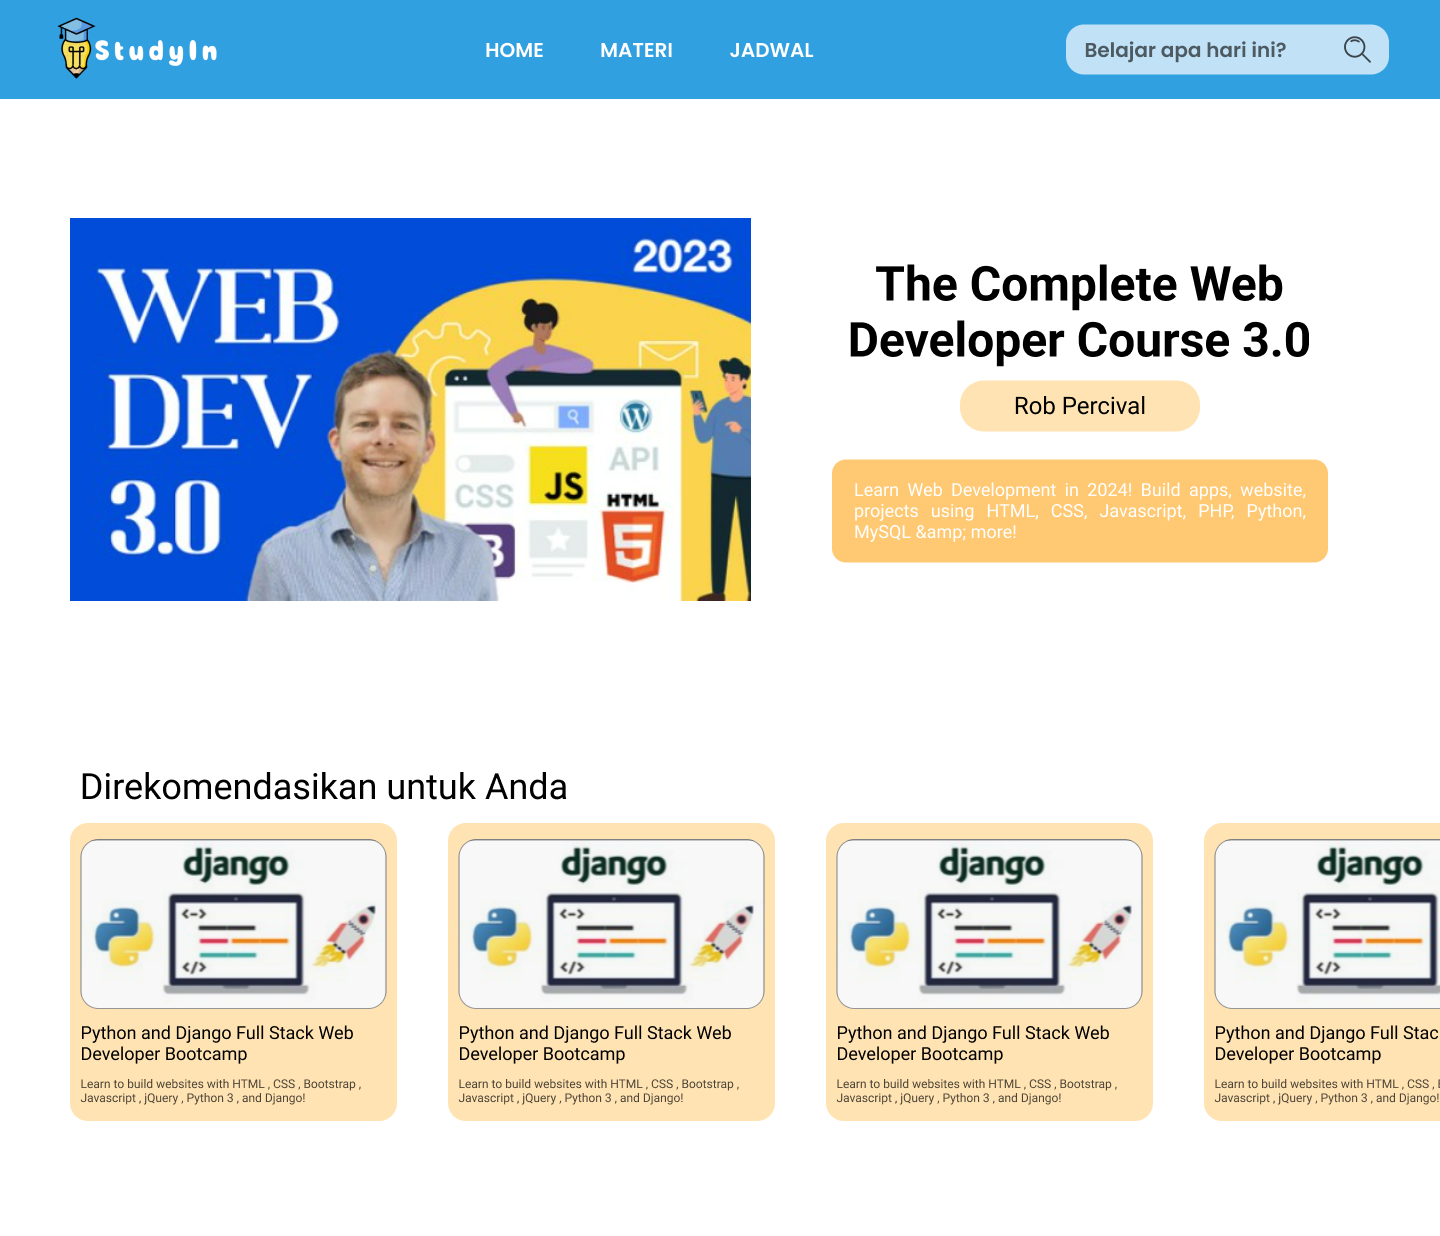 StudyIn
HOME
MATERI
JADWAL
Belajar apa hari ini?
2023
WEB
DEV
3.0
API
CSS
JS
HTML
5
B
The Complete Web
Developer Course 3.0
Rob Percival
Learn Web Development in 2024! Build apps, website,
projects using HTML, CSS, Javascript, PHP, Python,
MySQL &amp; more!
Direkomendasikan untuk Anda
django
<->
</>
Python and Django Full Stack Web
Developer Bootcamp
Learn to build websites with HTML , CSS , Bootstrap ,
Javascript , jQuery , Python 3 , and Django!
django
<->
</>
Python and Django Full Stack Web
Developer Bootcamp
Learn to build websites with HTML , CSS , Bootstrap ,
Javascript , jQuery , Python 3 , and Django!
django
<->
</>
Python and Django Full Stack Web
Developer Bootcamp
Learn to build websites with HTML , CSS , Bootstrap ,
Javascript , jQuery , Python 3 , and Django!
django
<->
</>
Python and Django Full Stac
Developer Bootcamp
Learn to build websites with HTML , CSS ,
Javascript , jQuery , Python 3 , and Django!